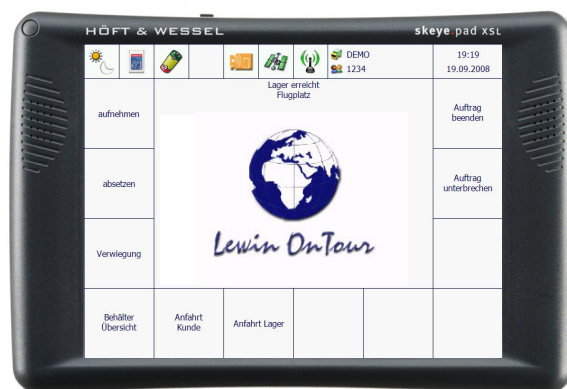 HÖFT & WESSEL
skeye.pad XSL
DEMO
1234
19:19
19.09.2008
Lager erreicht
Flugplatz
aufnehmen
Auftrag
beenden
absetzen
Auftrag
unterbrechen
Verwiegung
Lewin OnTour
Behälter
Übersicht
Anfahrt
Kunde
Anfahrt Lager